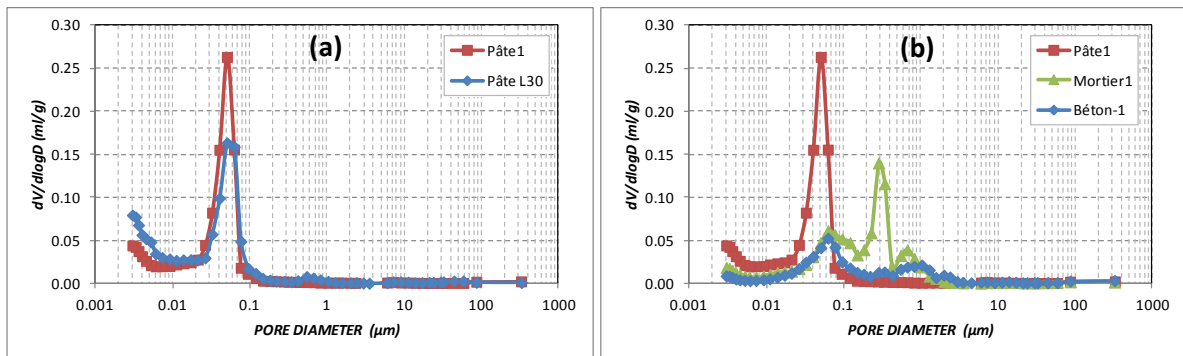 (a)
Pâte1
Pâte L30
dV/dlogD (ml/g)
0.30
0.25
0.20
0.15
0.10
0.05
0.00
0.001 0.01 0.1 1 10 100 1000
PORE DIAMETER (µm)
(b)
Pâte1
Mortier1
Béton-1
dV/dlogD (ml/g)
0.30
0.25
0.20
0.15
0.10
0.05
0.00
0.001 0.01 0.1 1 10 100 1000
PORE DIAMETER (µm)